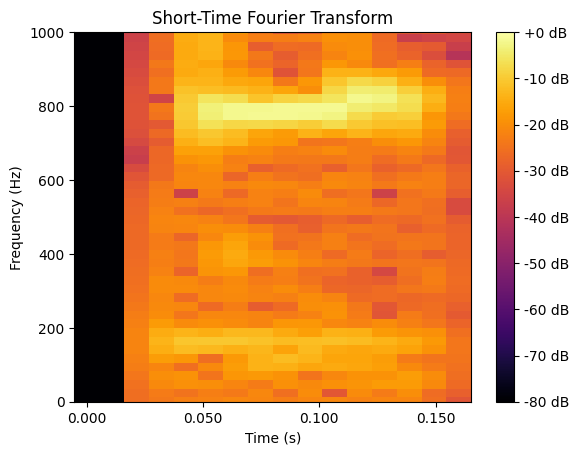 Short-Time Fourier Transform
1000
800
600
400
200
0
Frequency (Hz)
0.000
0.050
0.100
0.150
Time (s)
+0 dB
-10 dB
-20 dB
-30 dB
-40 dB
-50 dB
-60 dB
-70 dB
-80 dB